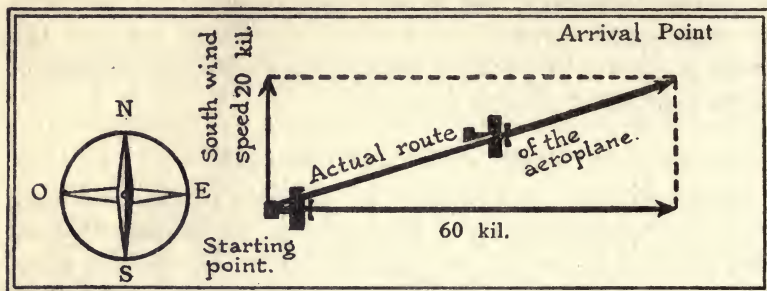 Arrival Point
South wind
speed 20 kil.
N
O
E
S
Actual route
of the
aeroplane.
60 kil.
Starting
point.